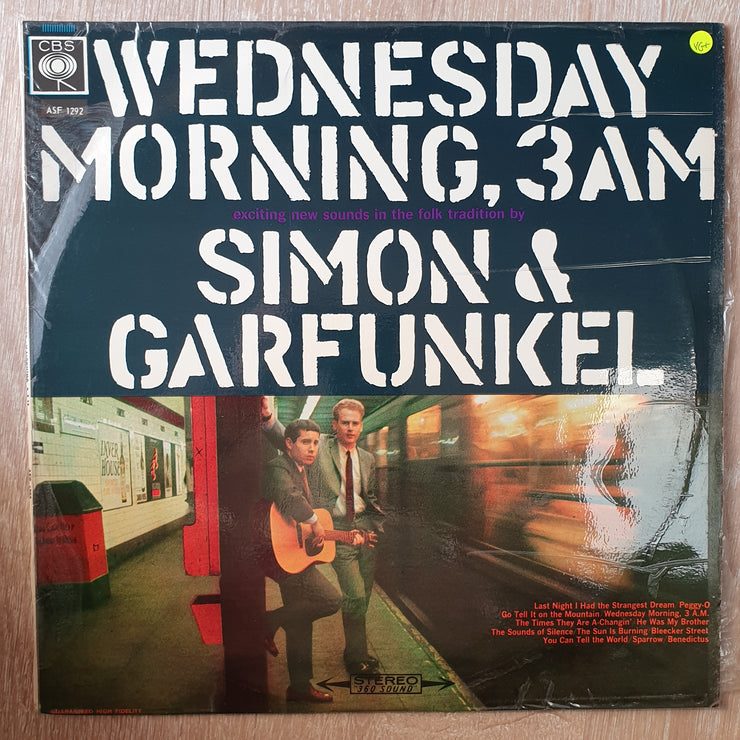 CBS
ASF 1292
VG+
WEDNESDAY
MORNING, 3AM
exciting new sounds in the folk tradition by
SIMON &
GARFUNKEL
Last Night I Had the Strangest Dream Peggy-O
Go Tell It on the Mountain Wednesday Morning, 3 A.M.
The Times They Are A-Changin' He Was My Brother
The Sounds of Silence The Sun Is Burning Bleecker Street
You Can Tell the World Sparrow Benedictus
STEREO
"360 SOUND"
GUARANTEED HIGH FIDELITY